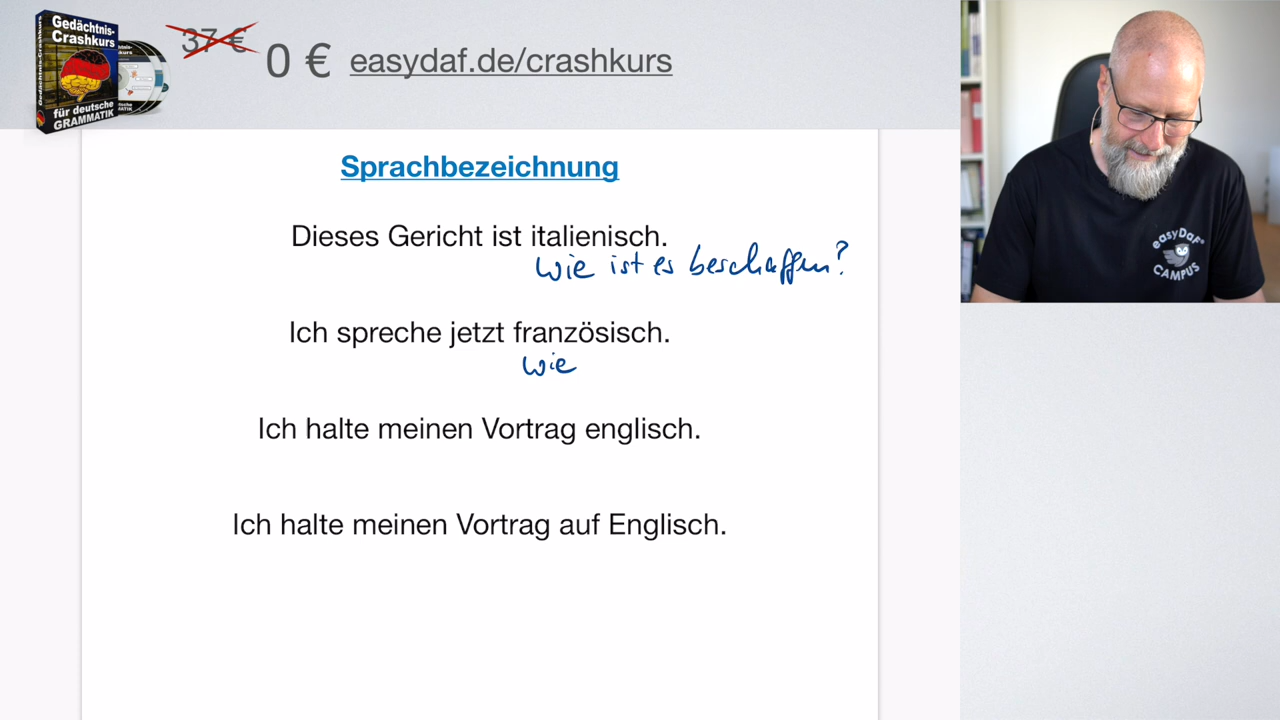 Gedächtnis-
Crashkurs
für deutsche
GRAMMATIK
37 €
0 € easydaf.de/crashkurs
Sprachbezeichnung
Dieses Gericht ist italienisch.
wie ist es beschaffen?
Ich spreche jetzt französisch.
wie
Ich halte meinen Vortrag englisch.
Ich halte meinen Vortrag auf Englisch.
easyDaF®
CAMPUS